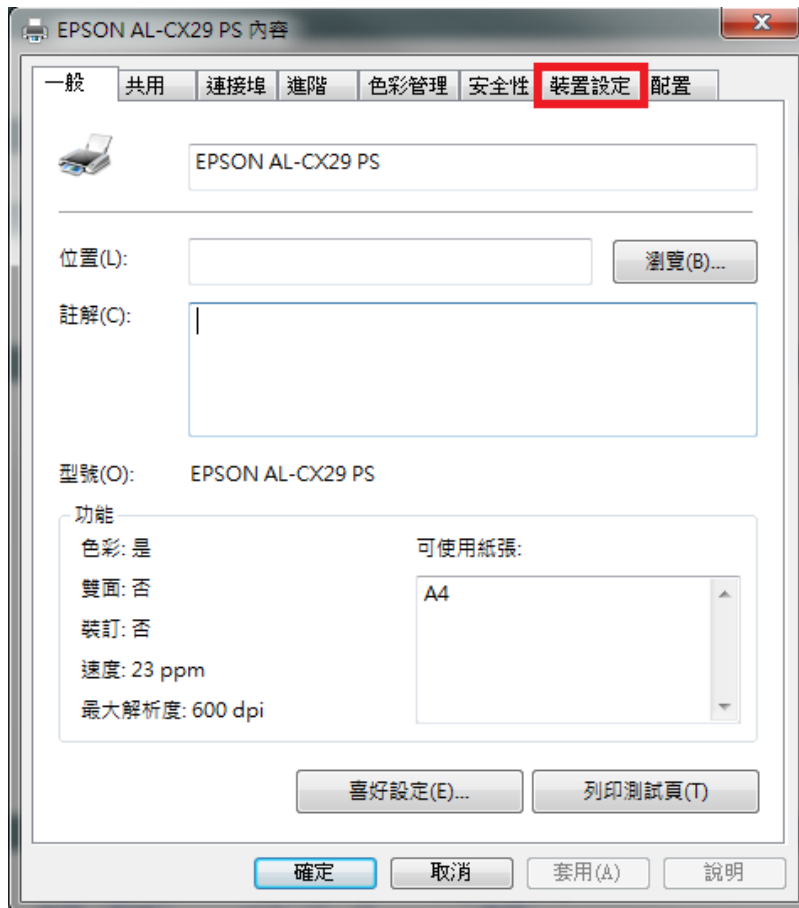 EPSON AL-CX29 PS 內容
一般 共用 連接埠 進階 色彩管理 安全性 裝置設定 配置
EPSON AL-CX29 PS
位置(L): 瀏覽(B)...
註解(C):
型號(O): EPSON AL-CX29 PS
功能
色彩: 是 可使用紙張:
雙面: 否 A4
裝訂: 否
速度: 23 ppm
最大解析度: 600 dpi
喜好設定(E)... 列印測試頁(T)
確定 取消 套用(A) 說明